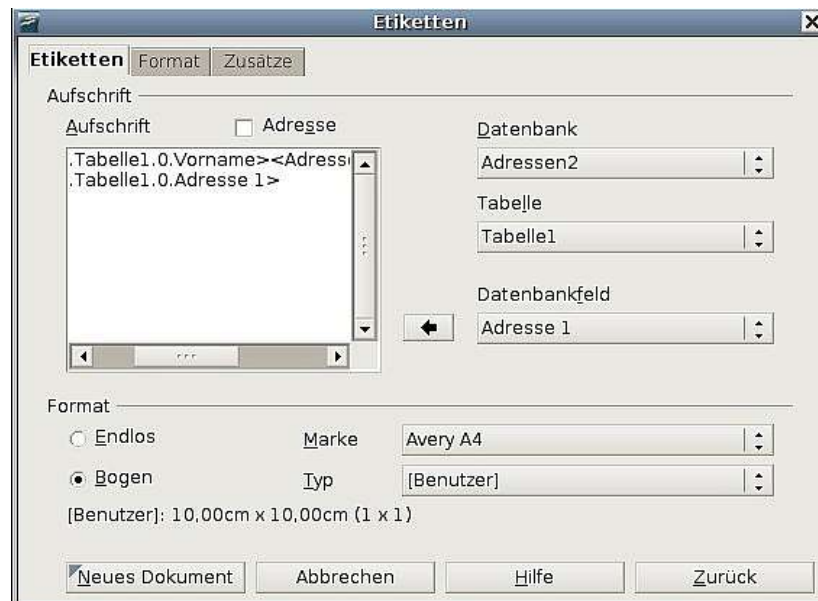 Etiketten
Etiketten Format Zusätze
Aufschrift
Aufschrift Adresse
.Tabelle1.0.Vorname><Adress
.Tabelle1.0.Adresse 1>
Datenbank
Adressen2
Tabelle
Tabelle1
Datenbankfeld
Adresse 1
Format
Endlos
Marke Avery A4
Bogen
Typ [Benutzer]
[Benutzer]: 10,00cm x 10,00cm (1 x 1)
Neues Dokument Abbrechen Hilfe Zurück